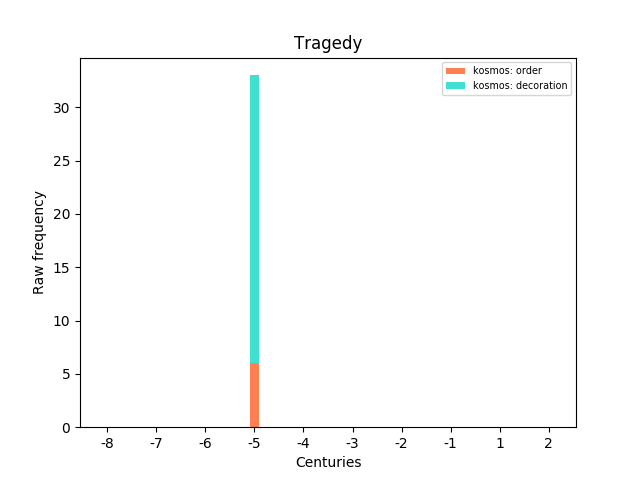 Tragedy
kosmos: order
kosmos: decoration
30
25
20
15
10
5
0
Raw frequency
-8 -7 -6 -5 -4 -3 -2 -1 1 2
Centuries